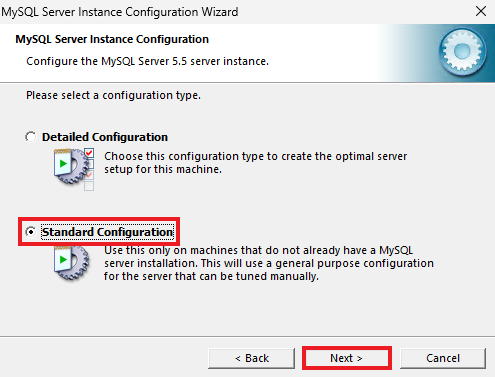 MySQL Server Instance Configuration Wizard
MySQL Server Instance Configuration
Configure the MySQL Server 5.5 server instance.
Please select a configuration type.
Detailed Configuration
Choose this configuration type to create the optimal server
setup for this machine.
Standard Configuration
Use this only on machines that do not already have a MySQL
server installation. This will use a general purpose configuration
for the server that can be tuned manually.
< Back
Next >
Cancel